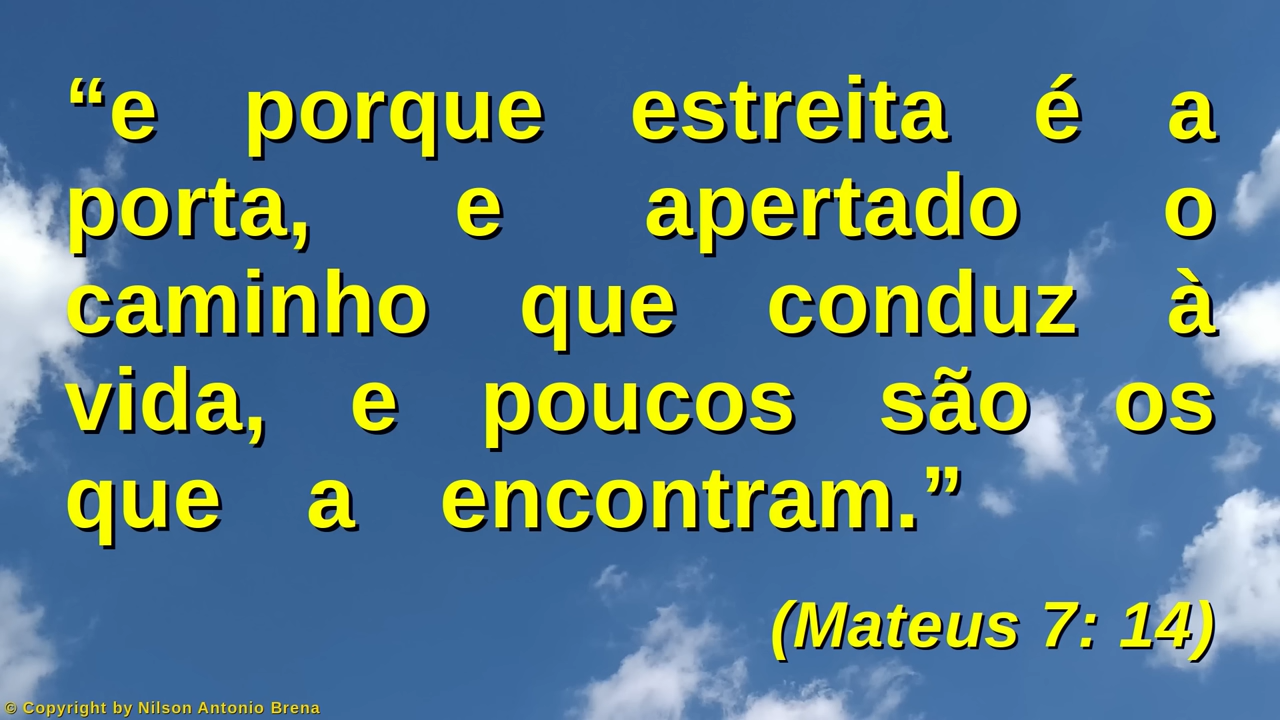 “e porque estreita é a
porta, e apertado o
caminho que conduz à
vida, e poucos são os
que a encontram.”
(Mateus 7: 14)
© Copyright by Nilson Antonio Brena